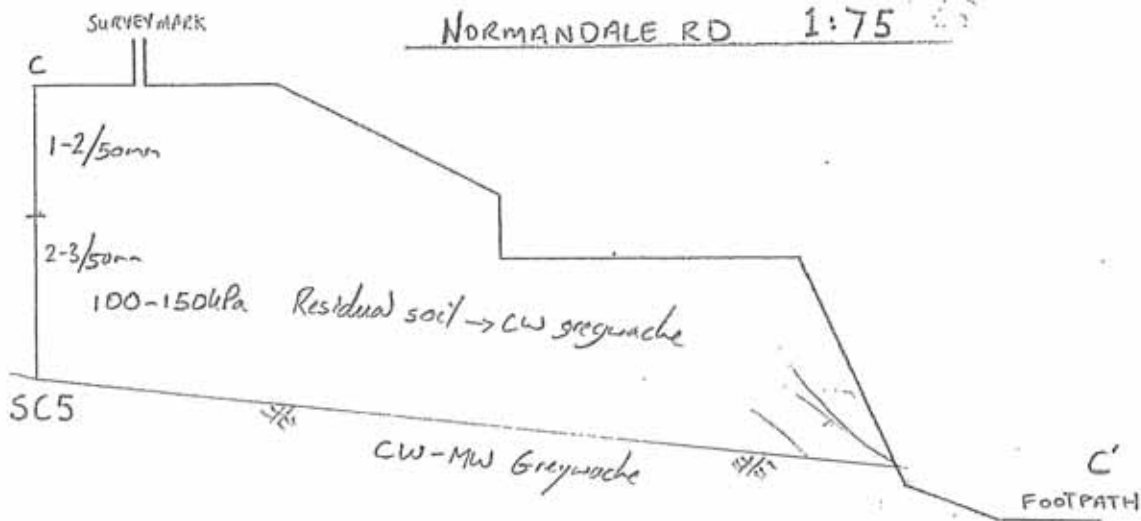 NORMANDALE RD 1:75
SURVEY MARK
C
1-2/50mm
2-3/50mm
100-150kPa Residual soil → CW greywacke
SC5
CW-MW Greywacke
C'
FOOTPATH